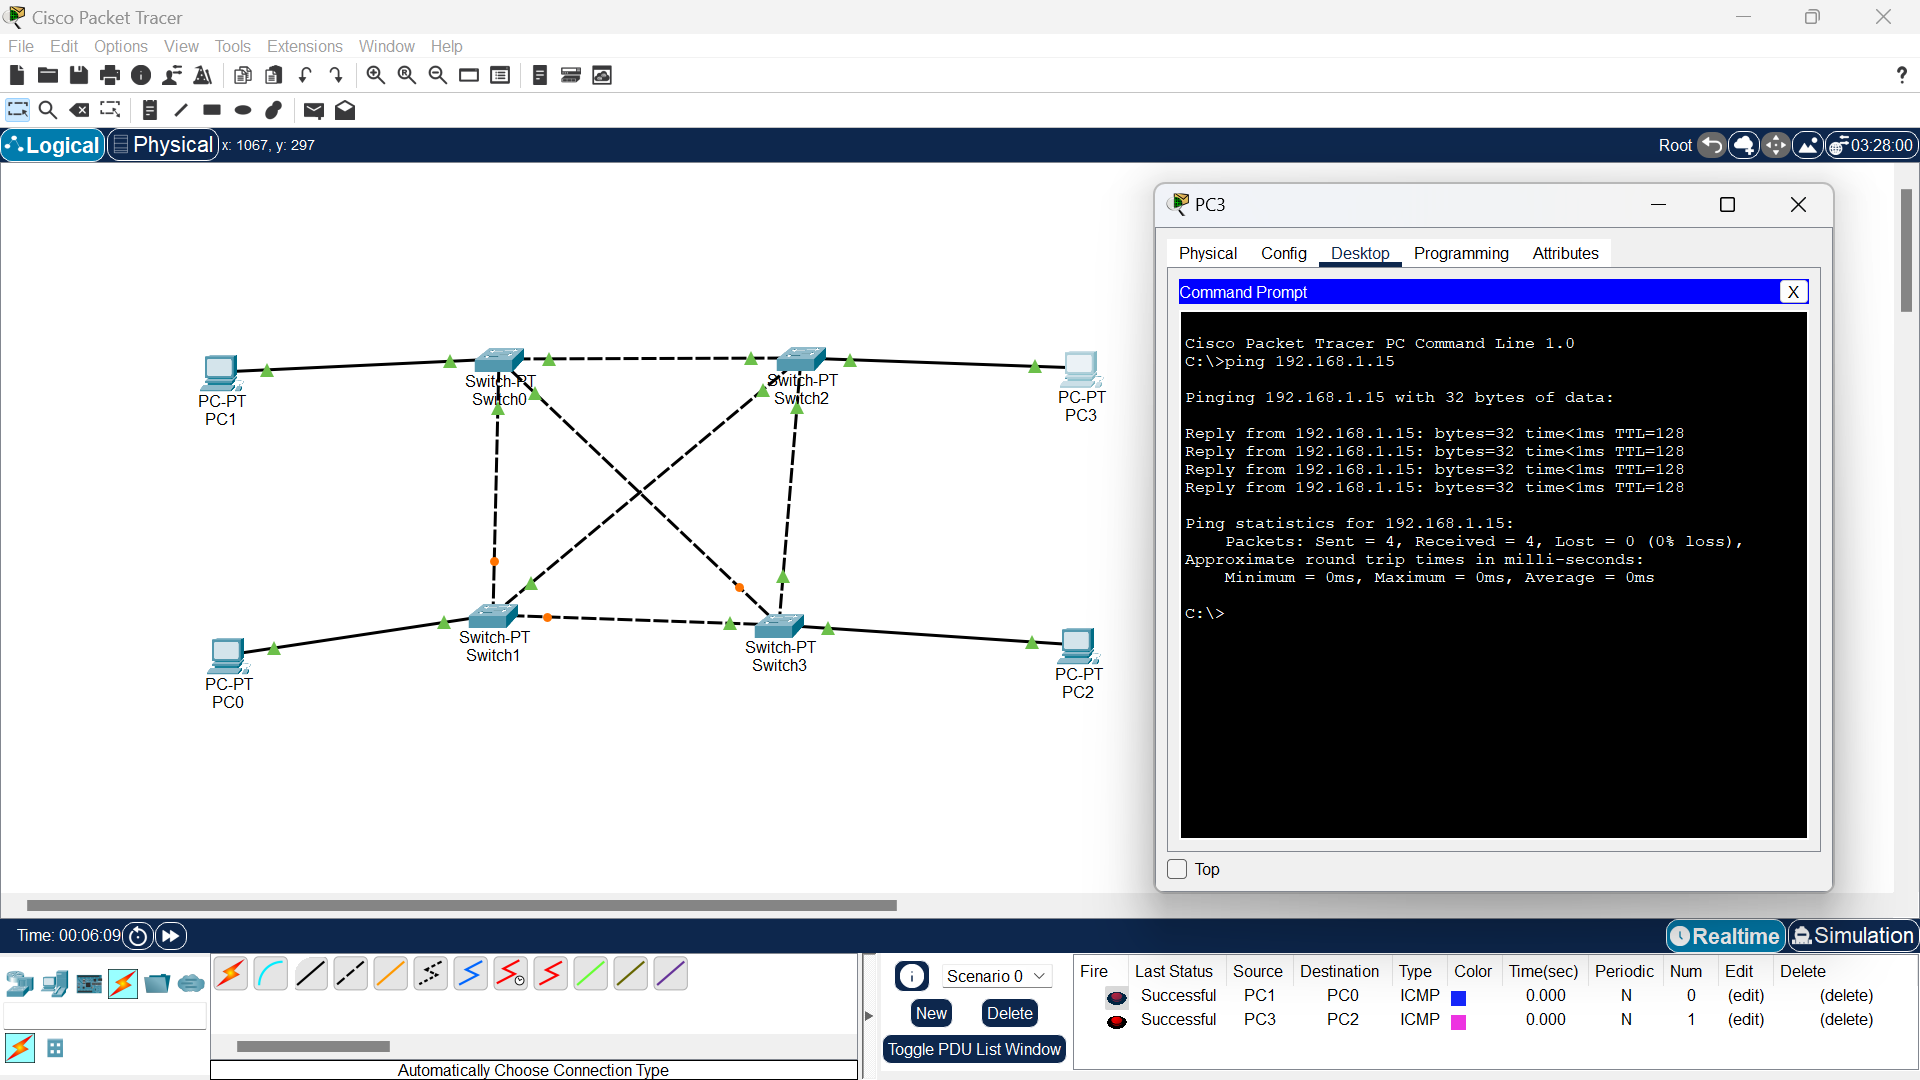 Cisco Packet Tracer
File Edit Options View Tools Extensions Window Help
Logical Physical x: 1067, y: 297 Root 03:28:00
PC3
Physical Config Desktop Programming Attributes
Command Prompt X
Cisco Packet Tracer PC Command Line 1.0
C:\>ping 192.168.1.15
Pinging 192.168.1.15 with 32 bytes of data:
Reply from 192.168.1.15: bytes=32 time<1ms TTL=128
Reply from 192.168.1.15: bytes=32 time<1ms TTL=128
Reply from 192.168.1.15: bytes=32 time<1ms TTL=128
Reply from 192.168.1.15: bytes=32 time<1ms TTL=128
Ping statistics for 192.168.1.15:
Packets: Sent = 4, Received = 4, Lost = 0 (0% loss),
Approximate round trip times in milli-seconds:
Minimum = 0ms, Maximum = 0ms, Average = 0ms
C:\>
Top
PC-PT
PC1
Switch-PT
Switch0
Switch-PT
Switch2
PC-PT
PC3
PC-PT
PC0
Switch-PT
Switch1
Switch-PT
Switch3
PC-PT
PC2
Time: 00:06:09 Realtime Simulation
Automatically Choose Connection Type
Scenario 0
New Delete
Toggle PDU List Window
Fire Last Status Source Destination Type Color Time(sec) Periodic Num Edit Delete
Successful PC1 PC0 ICMP 0.000 N 0 (edit) (delete)
Successful PC3 PC2 ICMP 0.000 N 1 (edit) (delete)